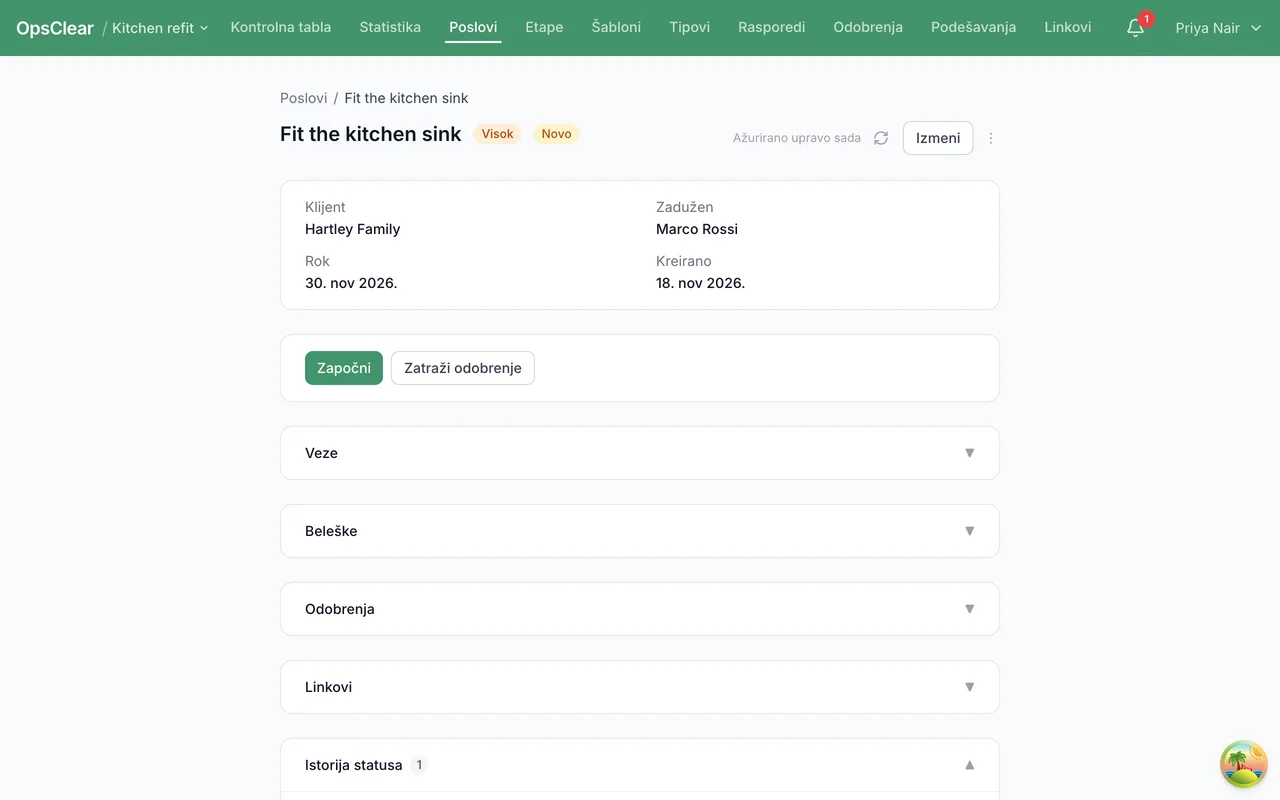 OpsClear / Kitchen refit Kontrolna tabla Statistika Poslovi Etape Šabloni Tipovi Rasporedi Odobrenja Podešavanja Linkovi 1 Priya Nair
Poslovi / Fit the kitchen sink
Fit the kitchen sink Visok Novo Ažurirano upravo sada Izmeni
Klijent Zadužen
Hartley Family Marco Rossi
Rok Kreirano
30. nov 2026. 18. nov 2026.
Započni Zatraži odobrenje
Veze
Beleške
Odobrenja
Linkovi
Istorija statusa 1